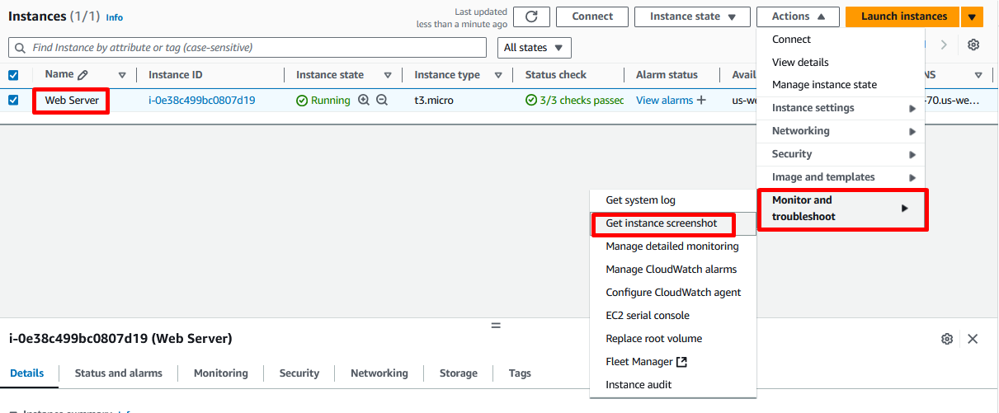 Instances (1/1) Info
Last updated
less than a minute ago
Connect
Instance state
Actions
Launch instances
Find Instance by attribute or tag (case-sensitive)
All states
Name
Instance ID
Instance state
Instance type
Status check
Alarm status
Avail
NS
Web Server
i-0e38c499bc0807d19
Running
t3.micro
3/3 checks passec
View alarms +
us-we
-70.us-we...
Connect
View details
Manage instance state
Instance settings
Networking
Security
Image and templates
Monitor and
troubleshoot
Get system log
Get instance screenshot
Manage detailed monitoring
Manage CloudWatch alarms
Configure CloudWatch agent
EC2 serial console
Replace root volume
Fleet Manager
Instance audit
i-0e38c499bc0807d19 (Web Server)
Details
Status and alarms
Monitoring
Security
Networking
Storage
Tags